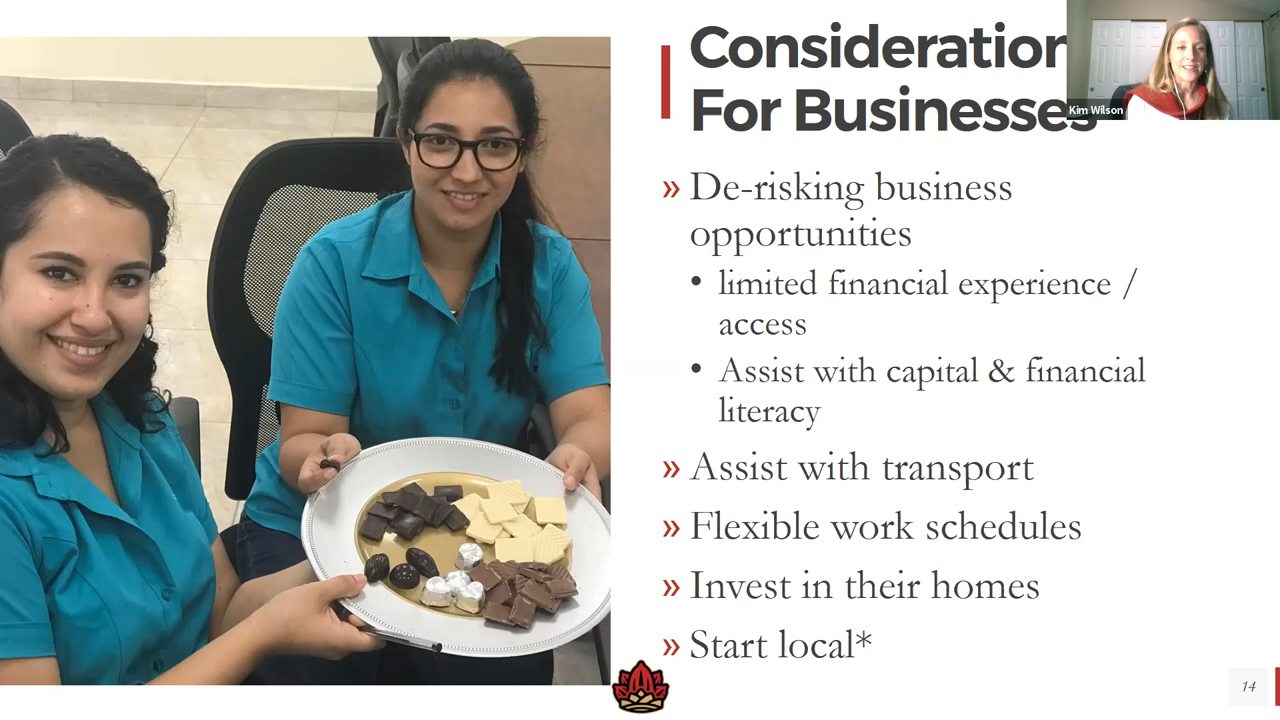 Consideration
For Businesses
Kim Wilson
» De-risking business
opportunities
• limited financial experience /
access
• Assist with capital & financial
literacy
» Assist with transport
» Flexible work schedules
» Invest in their homes
» Start local*
14